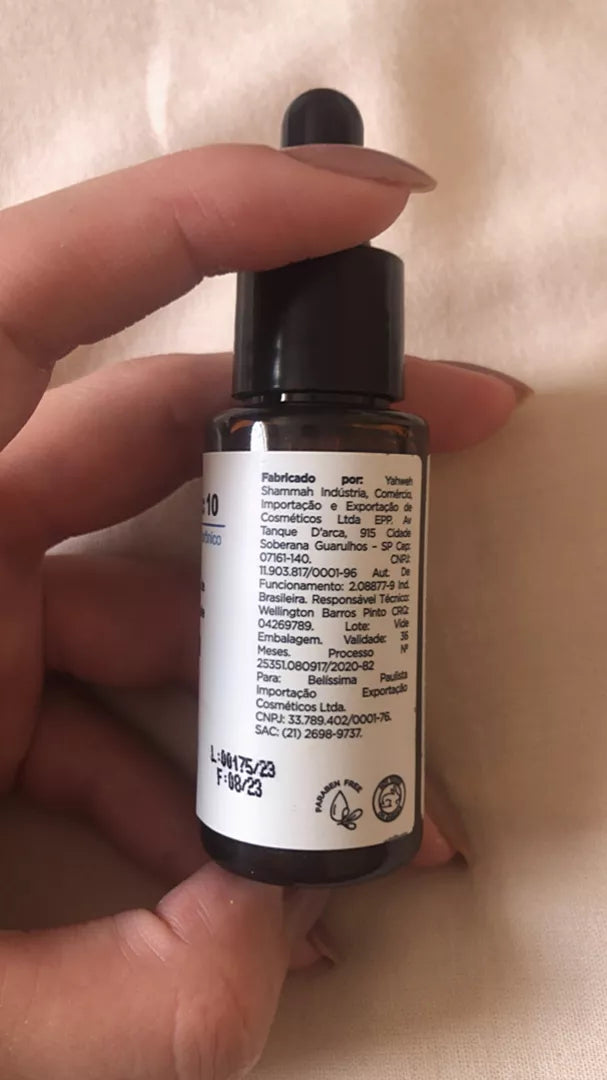 10
Fabricado por: Yahweh
Shammah Indústria, Comércio,
Importação e Exportação de
Cosméticos Ltda EPP. Av
Tanque D'arca, 915 Cidade
Soberana Guarulhos - SP Cep:
07161-140. CNPJ:
11.903.817/0001-96 Aut. De
Funcionamento: 2.08877-9 Ind.
Brasileira. Responsável Técnico:
Wellington Barros Pinto CRQ:
04269789. Lote: Vide
Embalagem. Validade: 36
Meses. Processo Nº
25351.080917/2020-82
Para: Belíssima Paulista
Importação Exportação
Cosméticos Ltda.
CNPJ: 33.789.402/0001-76.
SAC: (21) 2698-9737.
L:00175/23
F:08/23
PARABEN FREE